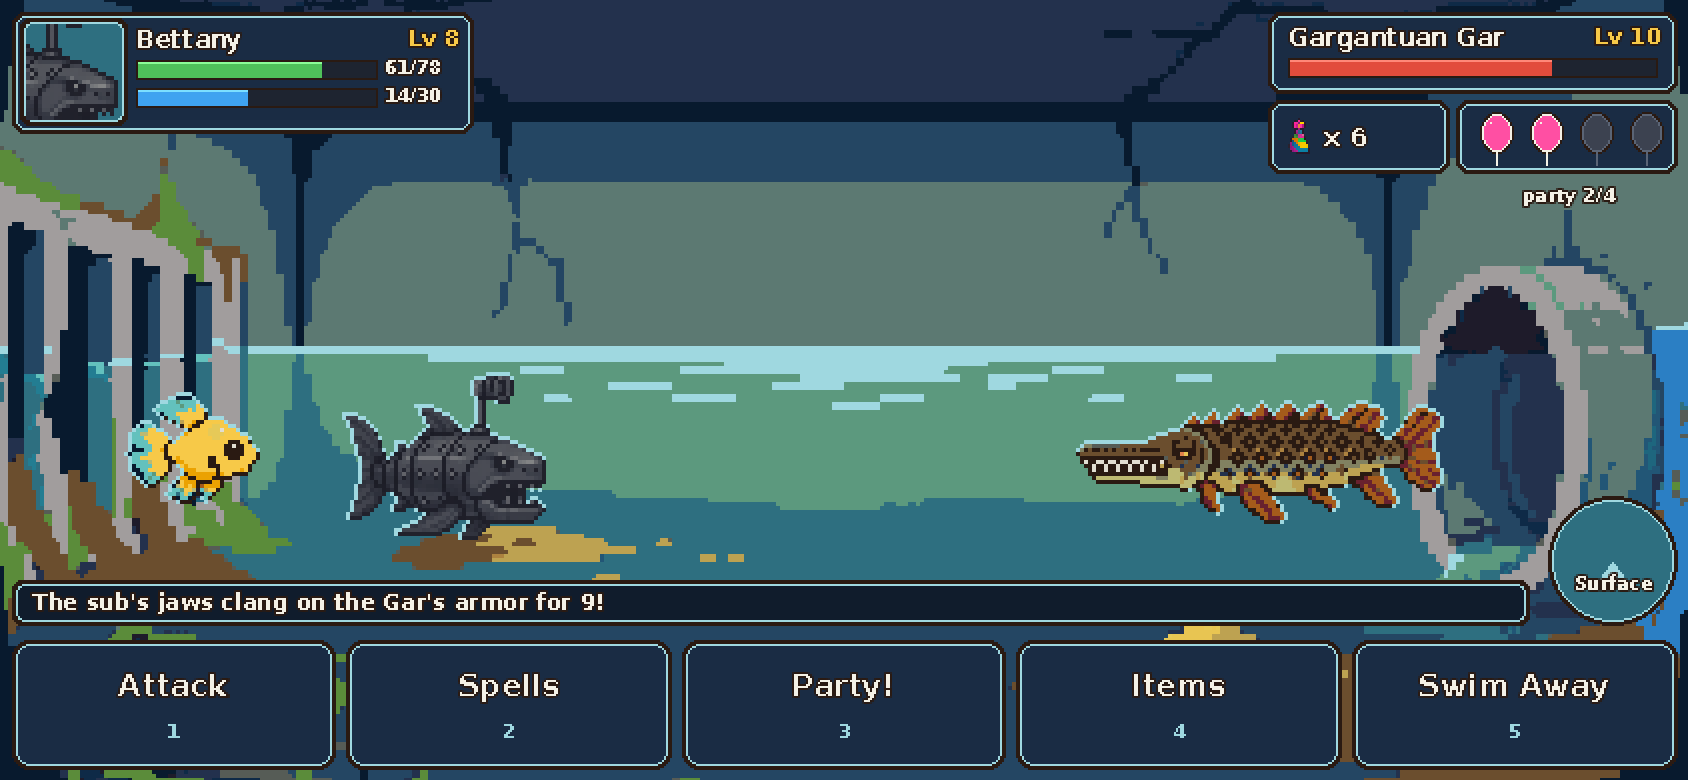 Bettany Lv 8
61/78
14/30
Gargantuan Gar Lv 10
x 6
party 2/4
Surface
The sub's jaws clang on the Gar's armor for 9!
Attack
1
Spells
2
Party!
3
Items
4
Swim Away
5